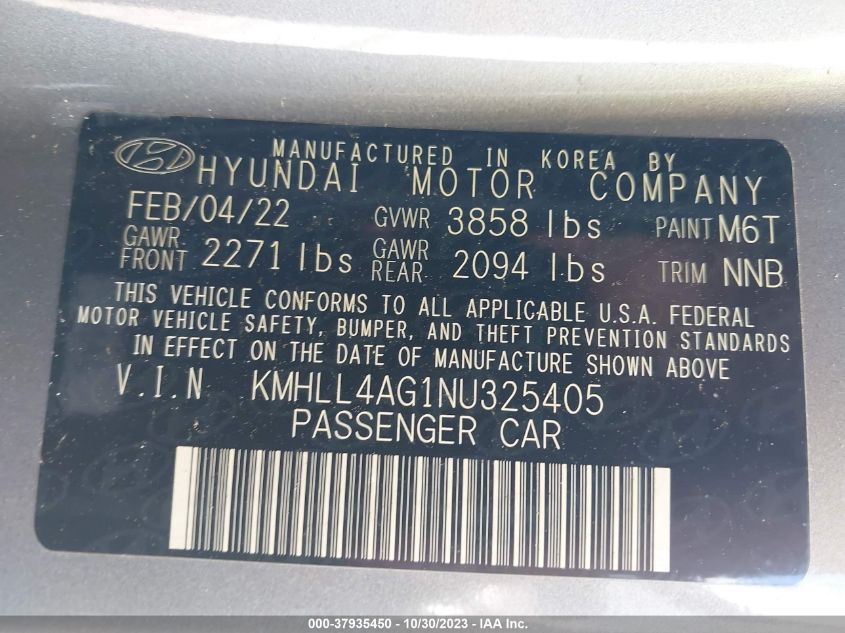 MANUFACTURED IN KOREA BY
HYUNDAI MOTOR COMPANY
FEB/04/22 GVWR 3858 lbs PAINT M6T
GAWR FRONT 2271 lbs GAWR REAR 2094 lbs TRIM NNB
THIS VEHICLE CONFORMS TO ALL APPLICABLE U.S.A. FEDERAL
MOTOR VEHICLE SAFETY, BUMPER, AND THEFT PREVENTION STANDARDS
IN EFFECT ON THE DATE OF MANUFACTURE SHOWN ABOVE
V.I.N KMHLL4AG1NU325405
PASSENGER CAR
000-37935450 - 10/30/2023 - IAA Inc.